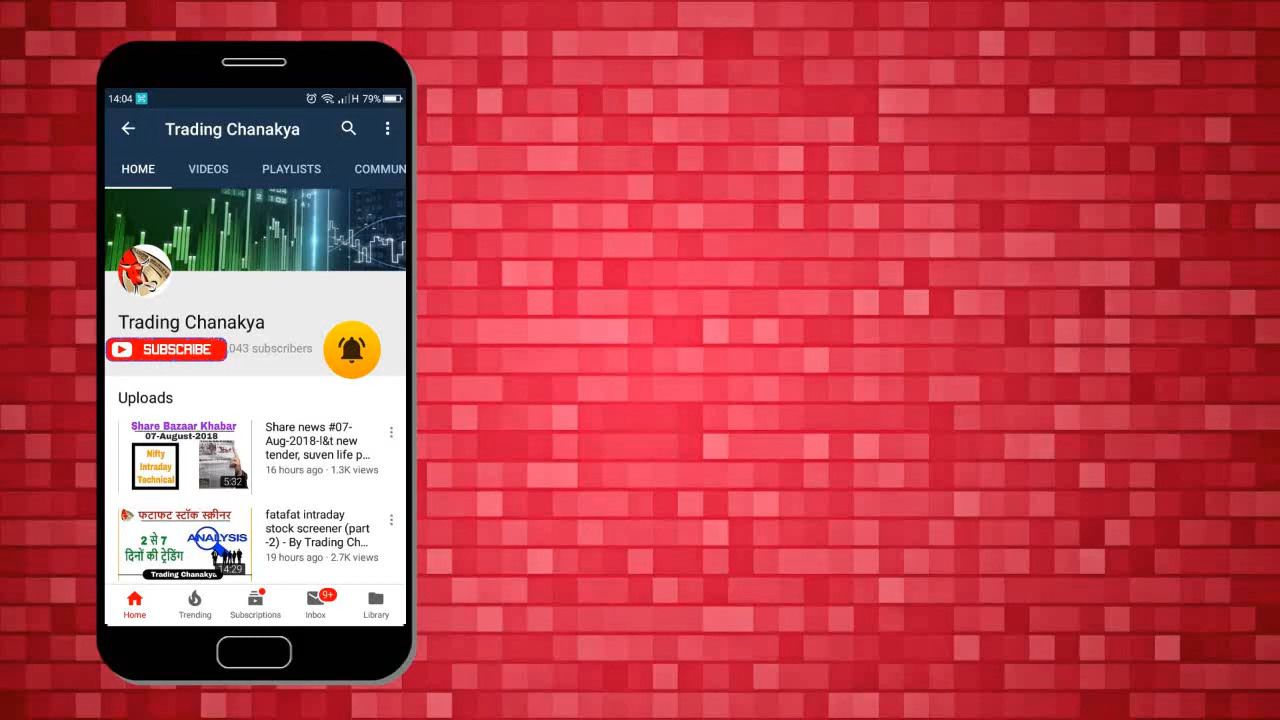 14:04 H 79%
Trading Chanakya
HOME VIDEOS PLAYLISTS COMMUN
Trading Chanakya
SUBSCRIBE 043 subscribers
Uploads
Share Bazaar Khabar
07-August-2018
Nifty
Intraday
Technical
5:32
Share news #07-
Aug-2018-l&t new
tender, suven life p...
16 hours ago · 1.3K views
फटाफट स्टॉक स्क्रीनर
2 से 7
दिनों की ट्रेडिंग
ANALYSIS
14:29
Trading Chanakya
fatafat intraday
stock screener (part
-2) - By Trading Ch...
19 hours ago · 2.7K views
9+
Home Trending Subscriptions Inbox Library